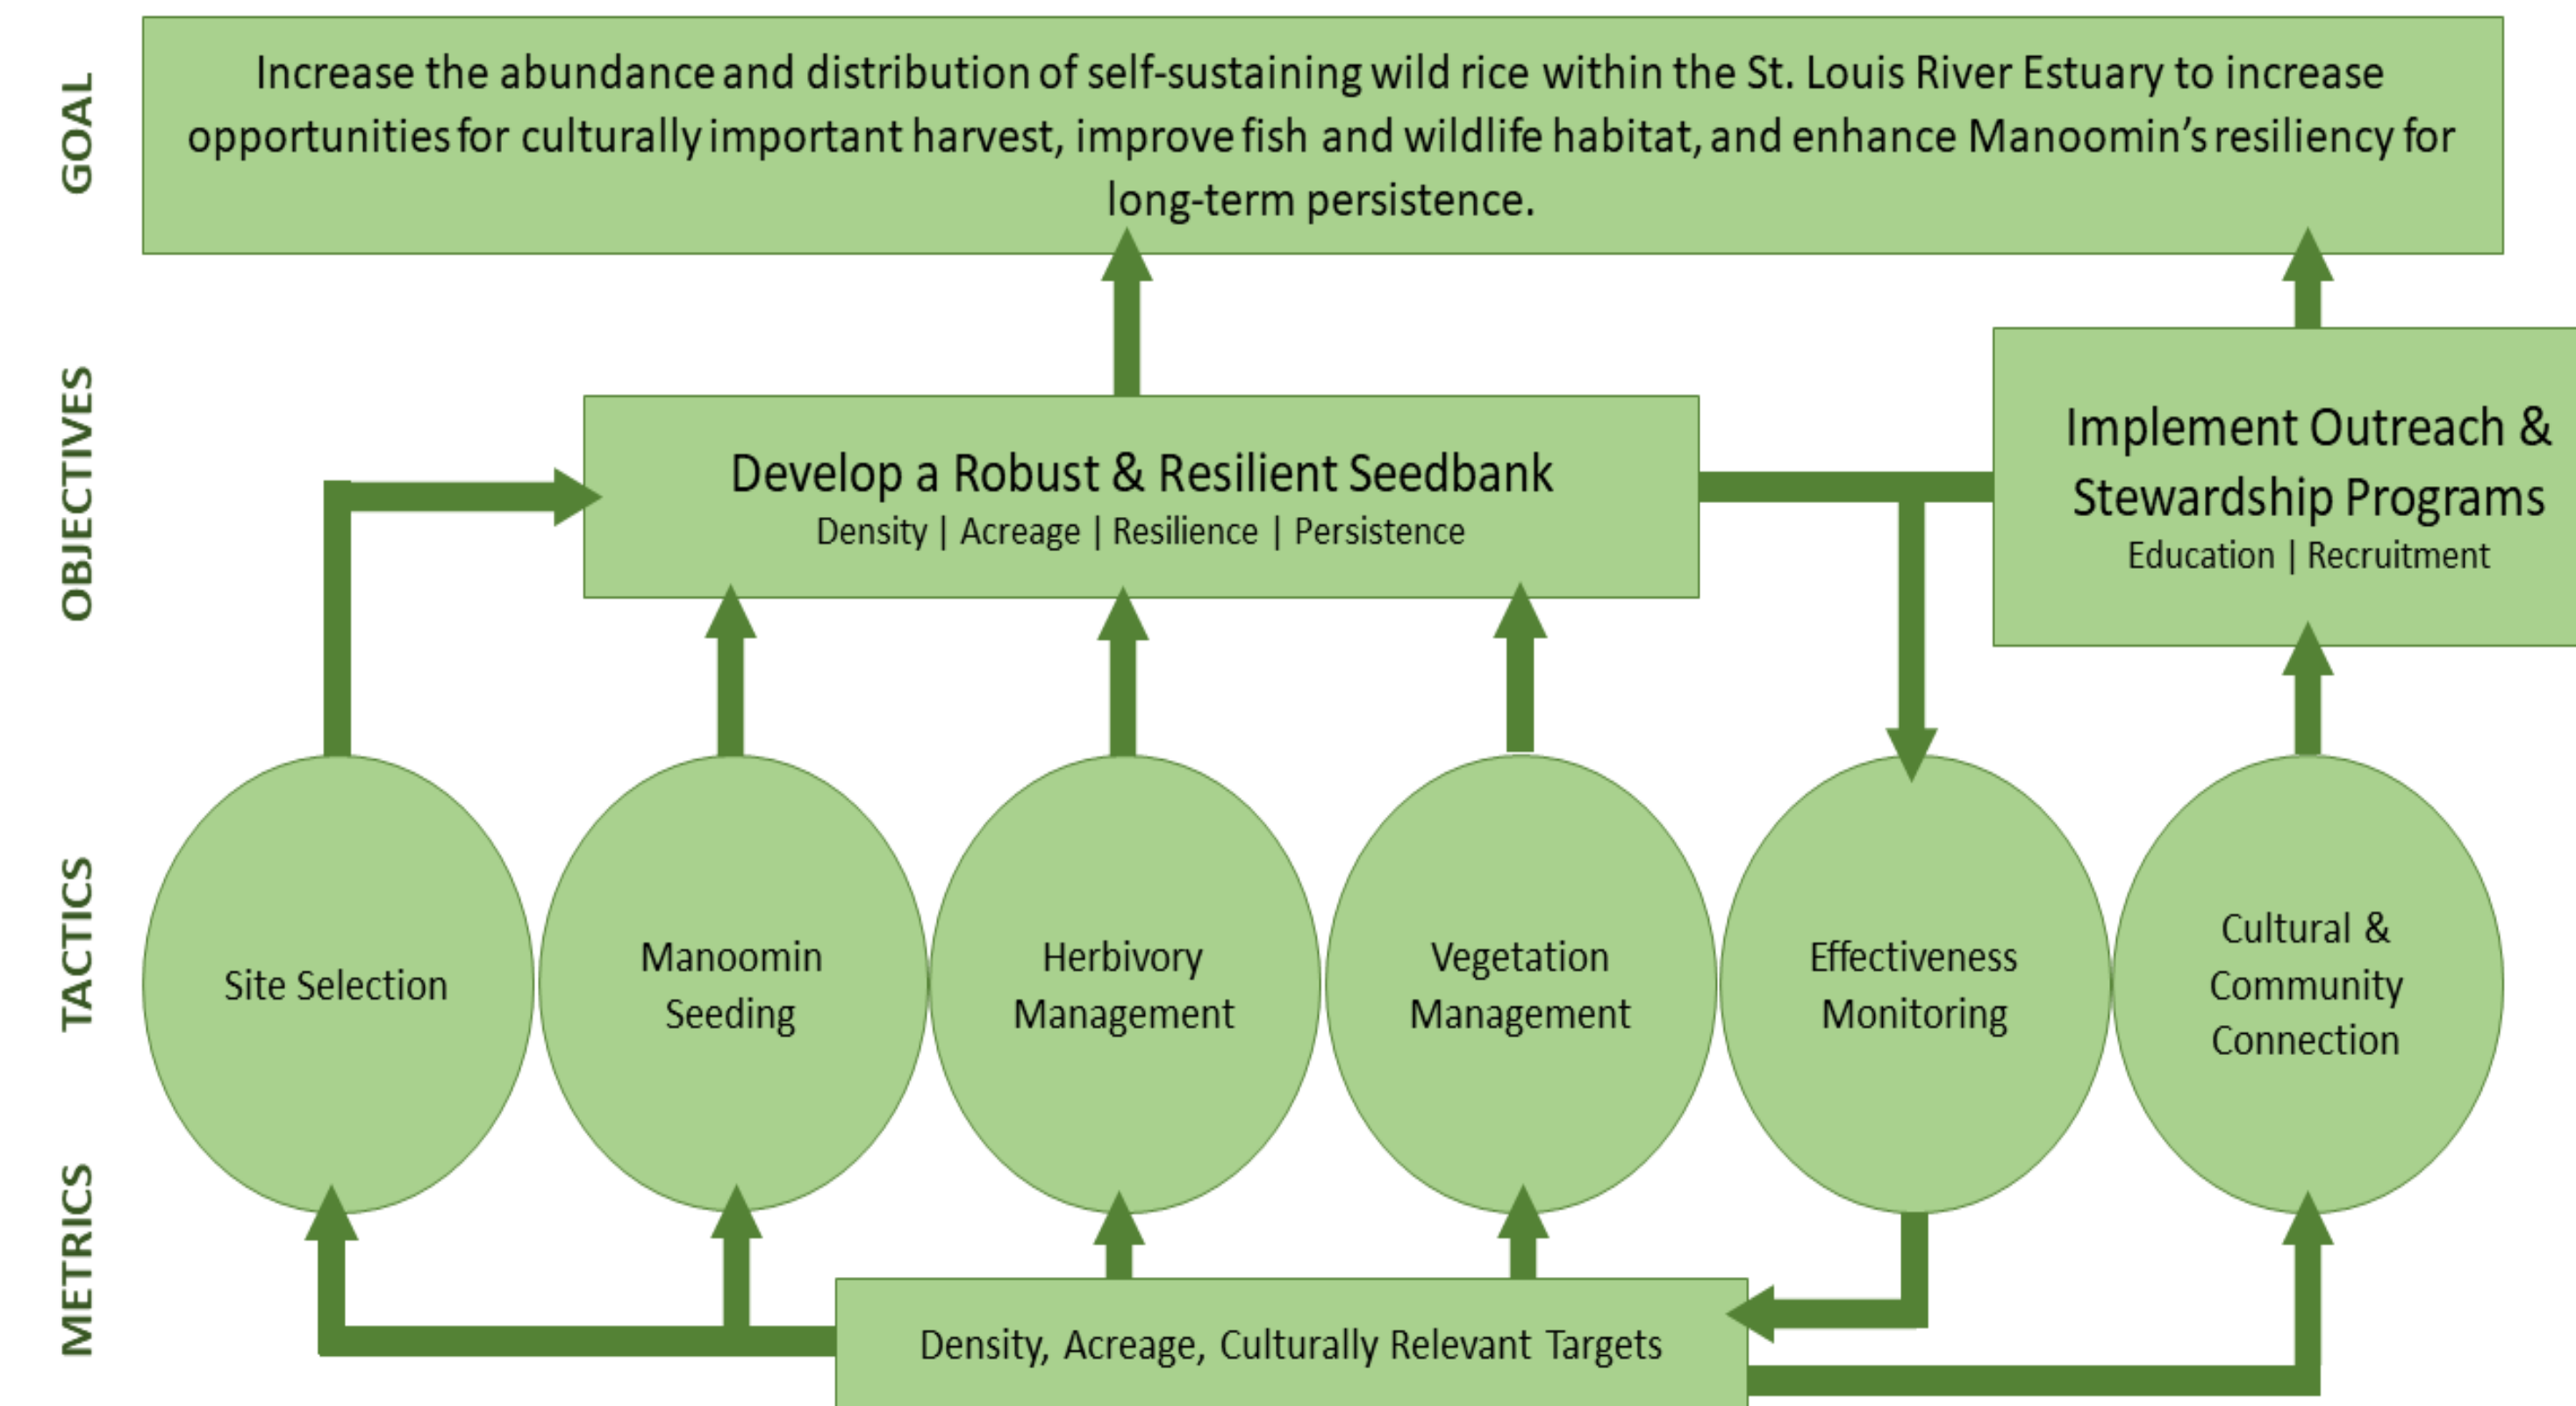 GOAL
Increase the abundance and distribution of self-sustaining wild rice within the St. Louis River Estuary to increase
opportunities for culturally important harvest, improve fish and wildlife habitat, and enhance Manoomin’s resiliency for
long-term persistence.
OBJECTIVES
Develop a Robust & Resilient Seedbank
Density | Acreage | Resilience | Persistence
Implement Outreach &
Stewardship Programs
Education | Recruitment
TACTICS
Site Selection
Manoomin
Seeding
Herbivory
Management
Vegetation
Management
Effectiveness
Monitoring
Cultural &
Community
Connection
METRICS
Density, Acreage, Culturally Relevant Targets